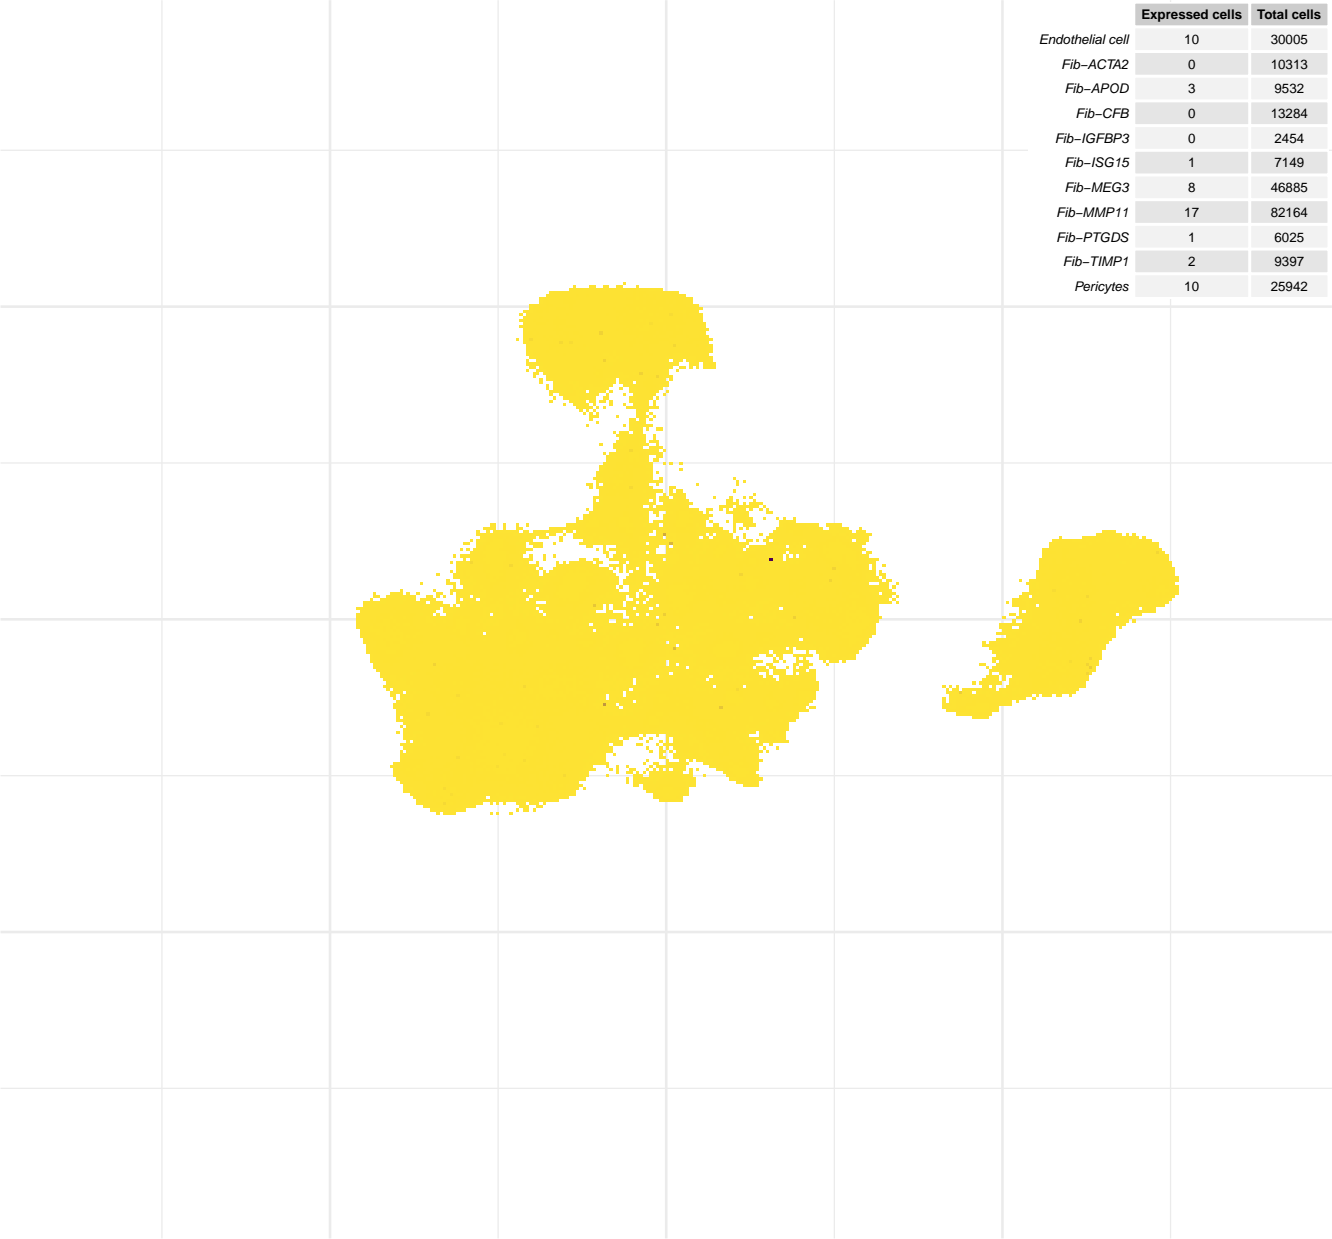 Expressed cells Total cells
Endothelial cell 10 30005
Fib−ACTA2 0 10313
Fib−APOD 3 9532
Fib−CFB 0 13284
Fib−IGFBP3 0 2454
Fib−ISG15 1 7149
Fib−MEG3 8 46885
Fib−MMP11 17 82164
Fib−PTGDS 1 6025
Fib−TIMP1 2 9397
Pericytes 10 25942